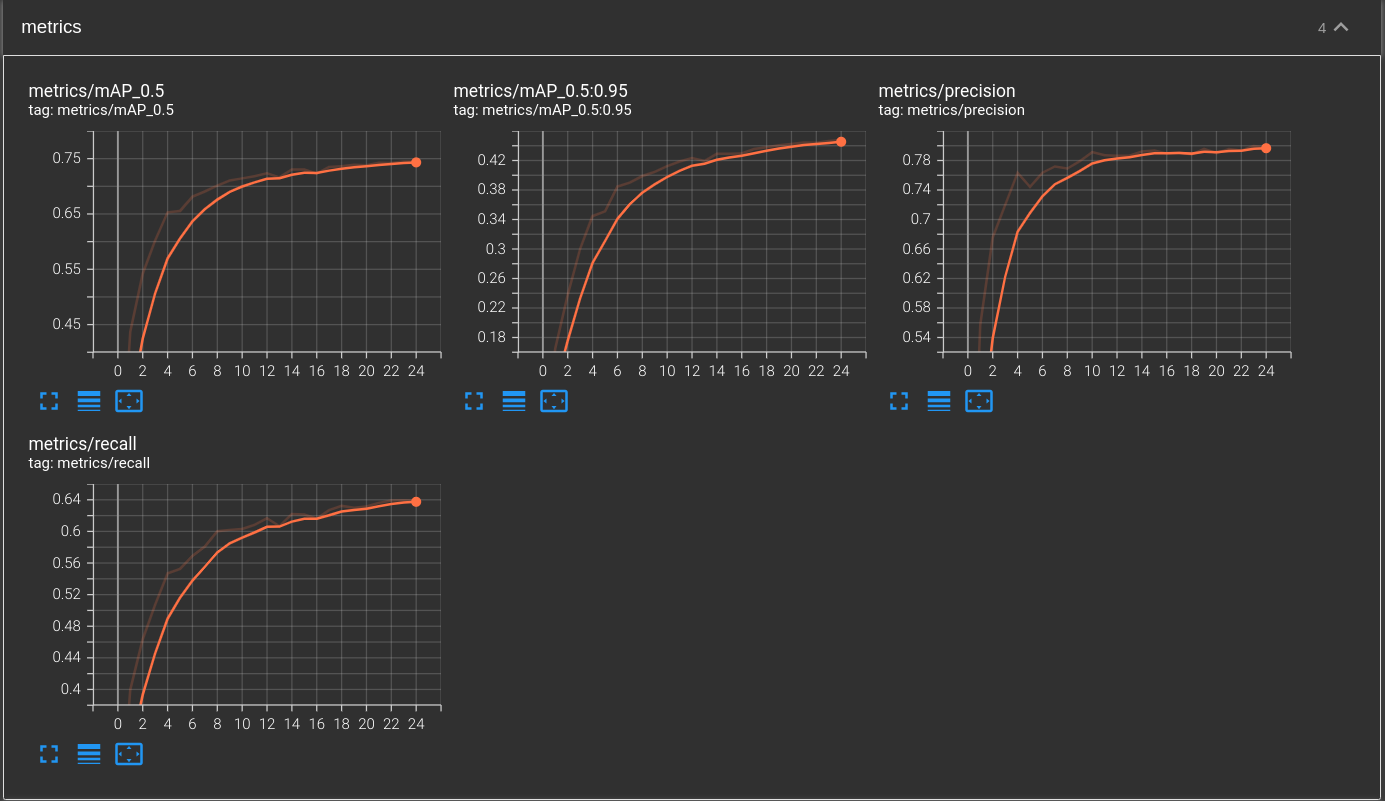 metrics
4
metrics/mAP_0.5
tag: metrics/mAP_0.5
0.75
0.65
0.55
0.45
0 2 4 6 8 10 12 14 16 18 20 22 24
metrics/mAP_0.5:0.95
tag: metrics/mAP_0.5:0.95
0.42
0.38
0.34
0.3
0.26
0.22
0.18
0 2 4 6 8 10 12 14 16 18 20 22 24
metrics/precision
tag: metrics/precision
0.78
0.74
0.7
0.66
0.62
0.58
0.54
0 2 4 6 8 10 12 14 16 18 20 22 24
metrics/recall
tag: metrics/recall
0.64
0.6
0.56
0.52
0.48
0.44
0.4
0 2 4 6 8 10 12 14 16 18 20 22 24